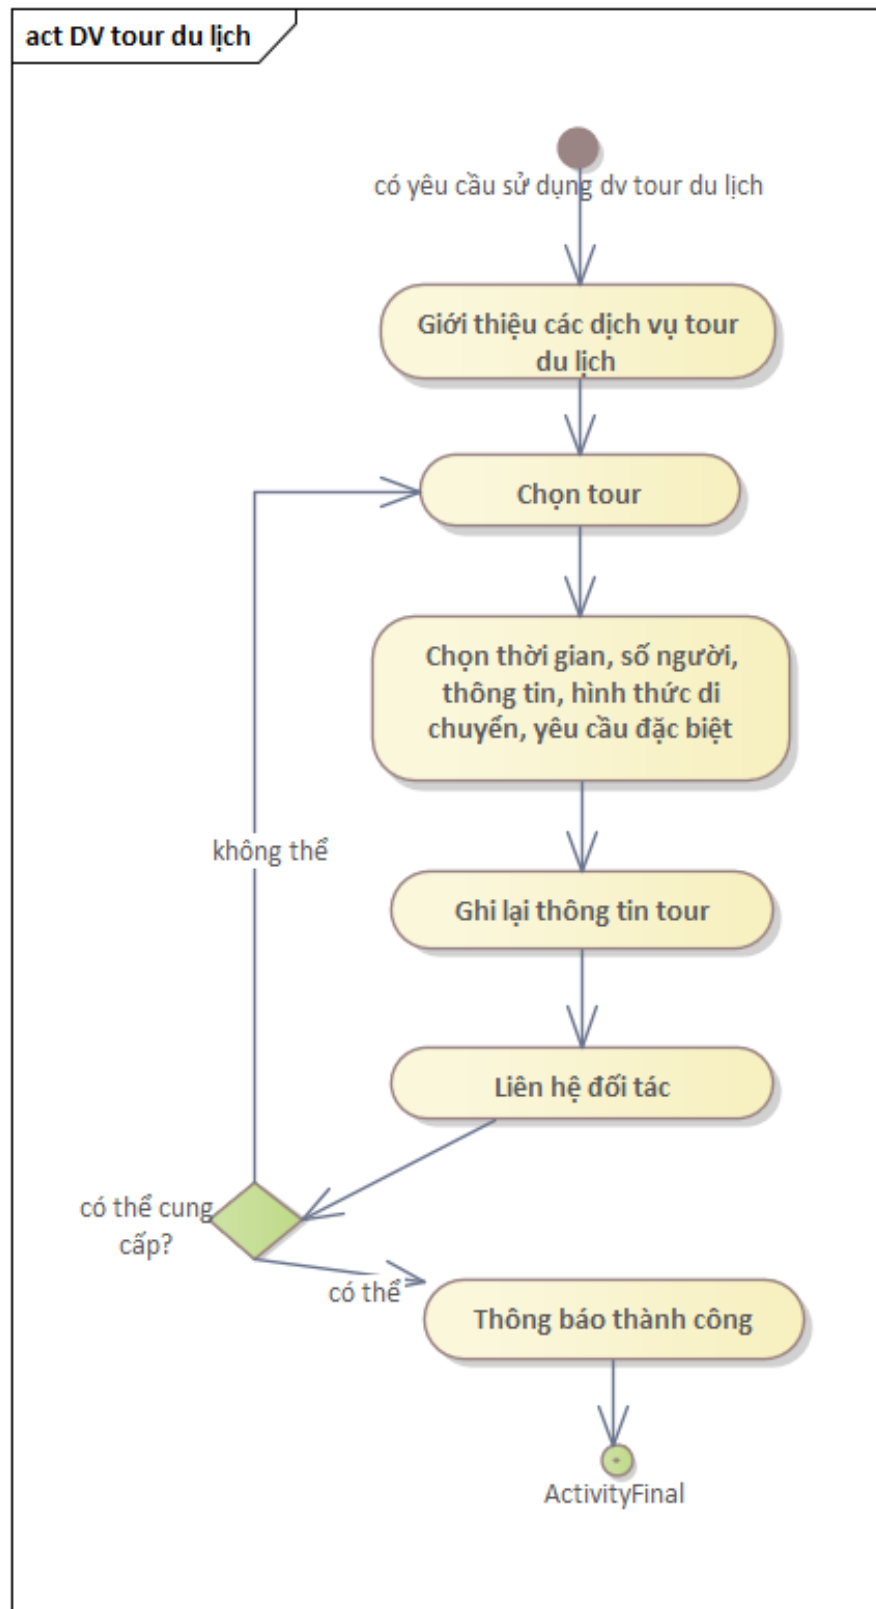 act DV tour du lịch
có yêu cầu sử dụng dv tour du lịch
Giới thiệu các dịch vụ tour
du lịch
Chọn tour
Chọn thời gian, số người,
thông tin, hình thức di
chuyển, yêu cầu đặc biệt
không thể
Ghi lại thông tin tour
Liên hệ đối tác
có thể cung
cấp?
có thể
Thông báo thành công
ActivityFinal